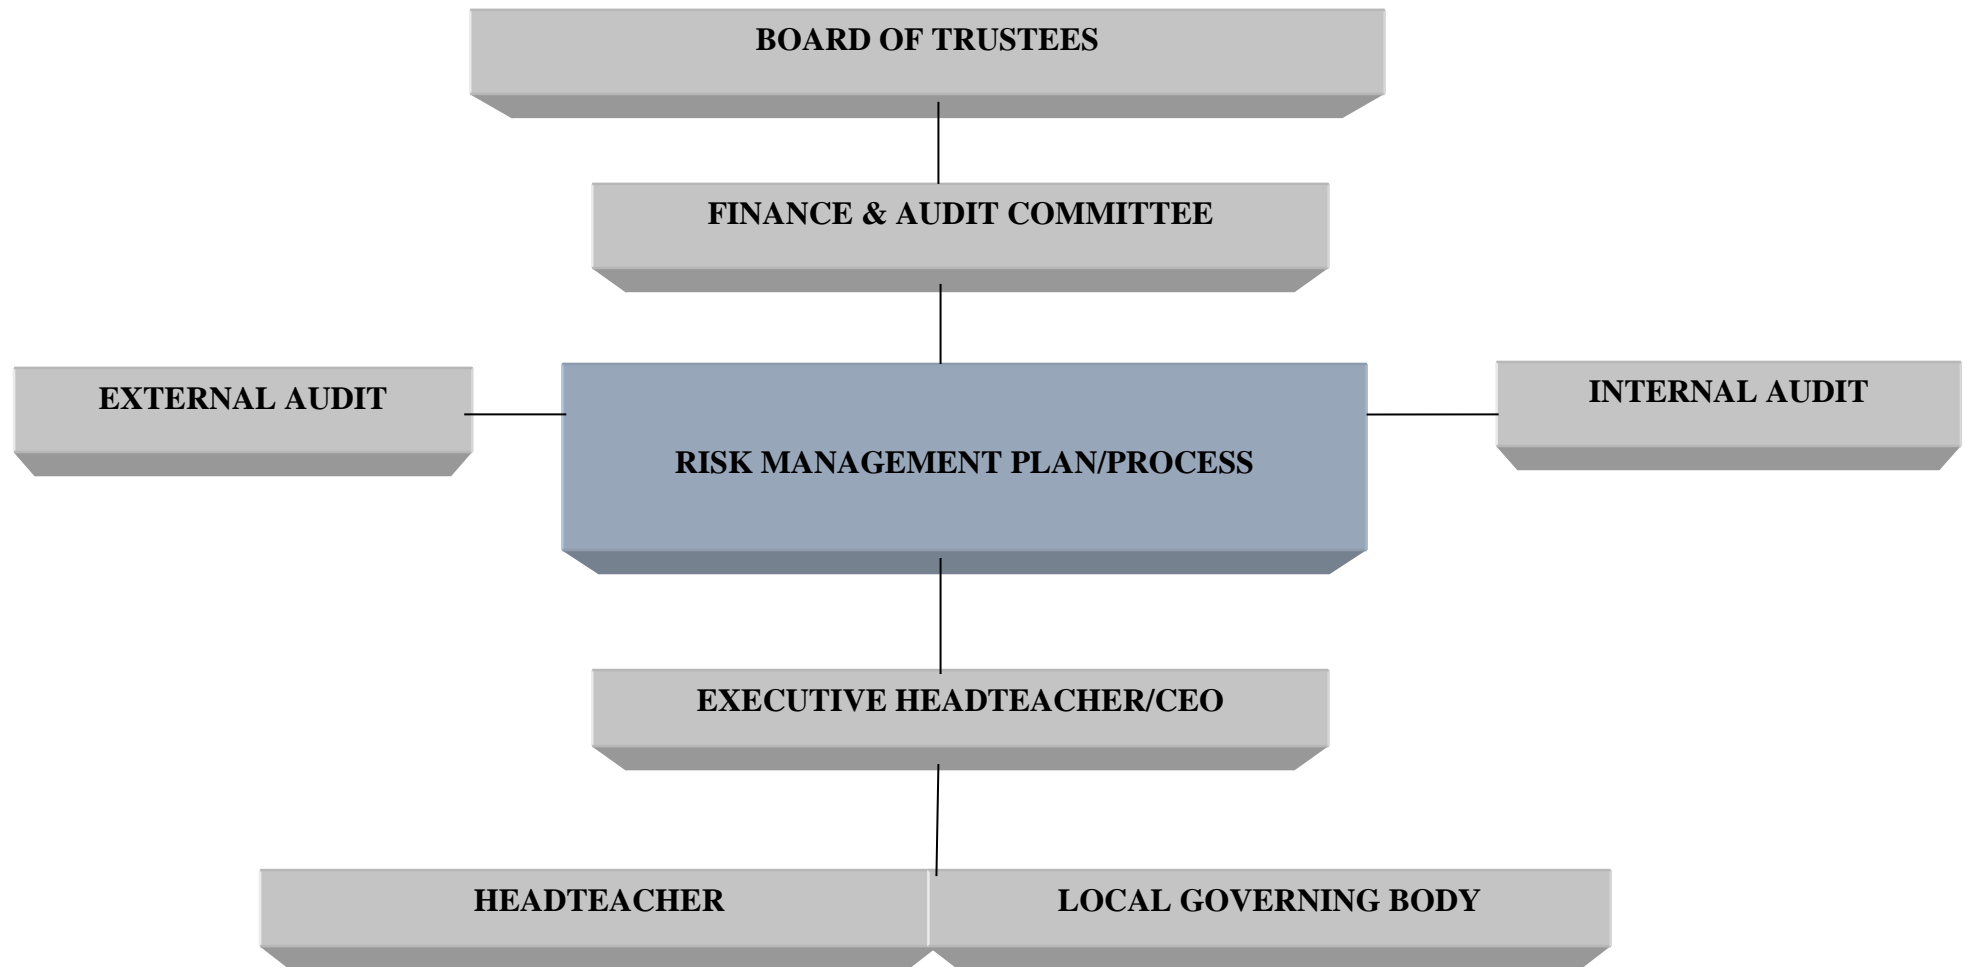 BOARD OF TRUSTEES
FINANCE & AUDIT COMMITTEE
EXTERNAL AUDIT
RISK MANAGEMENT PLAN/PROCESS
INTERNAL AUDIT
EXECUTIVE HEADTEACHER/CEO
HEADTEACHER
LOCAL GOVERNING BODY